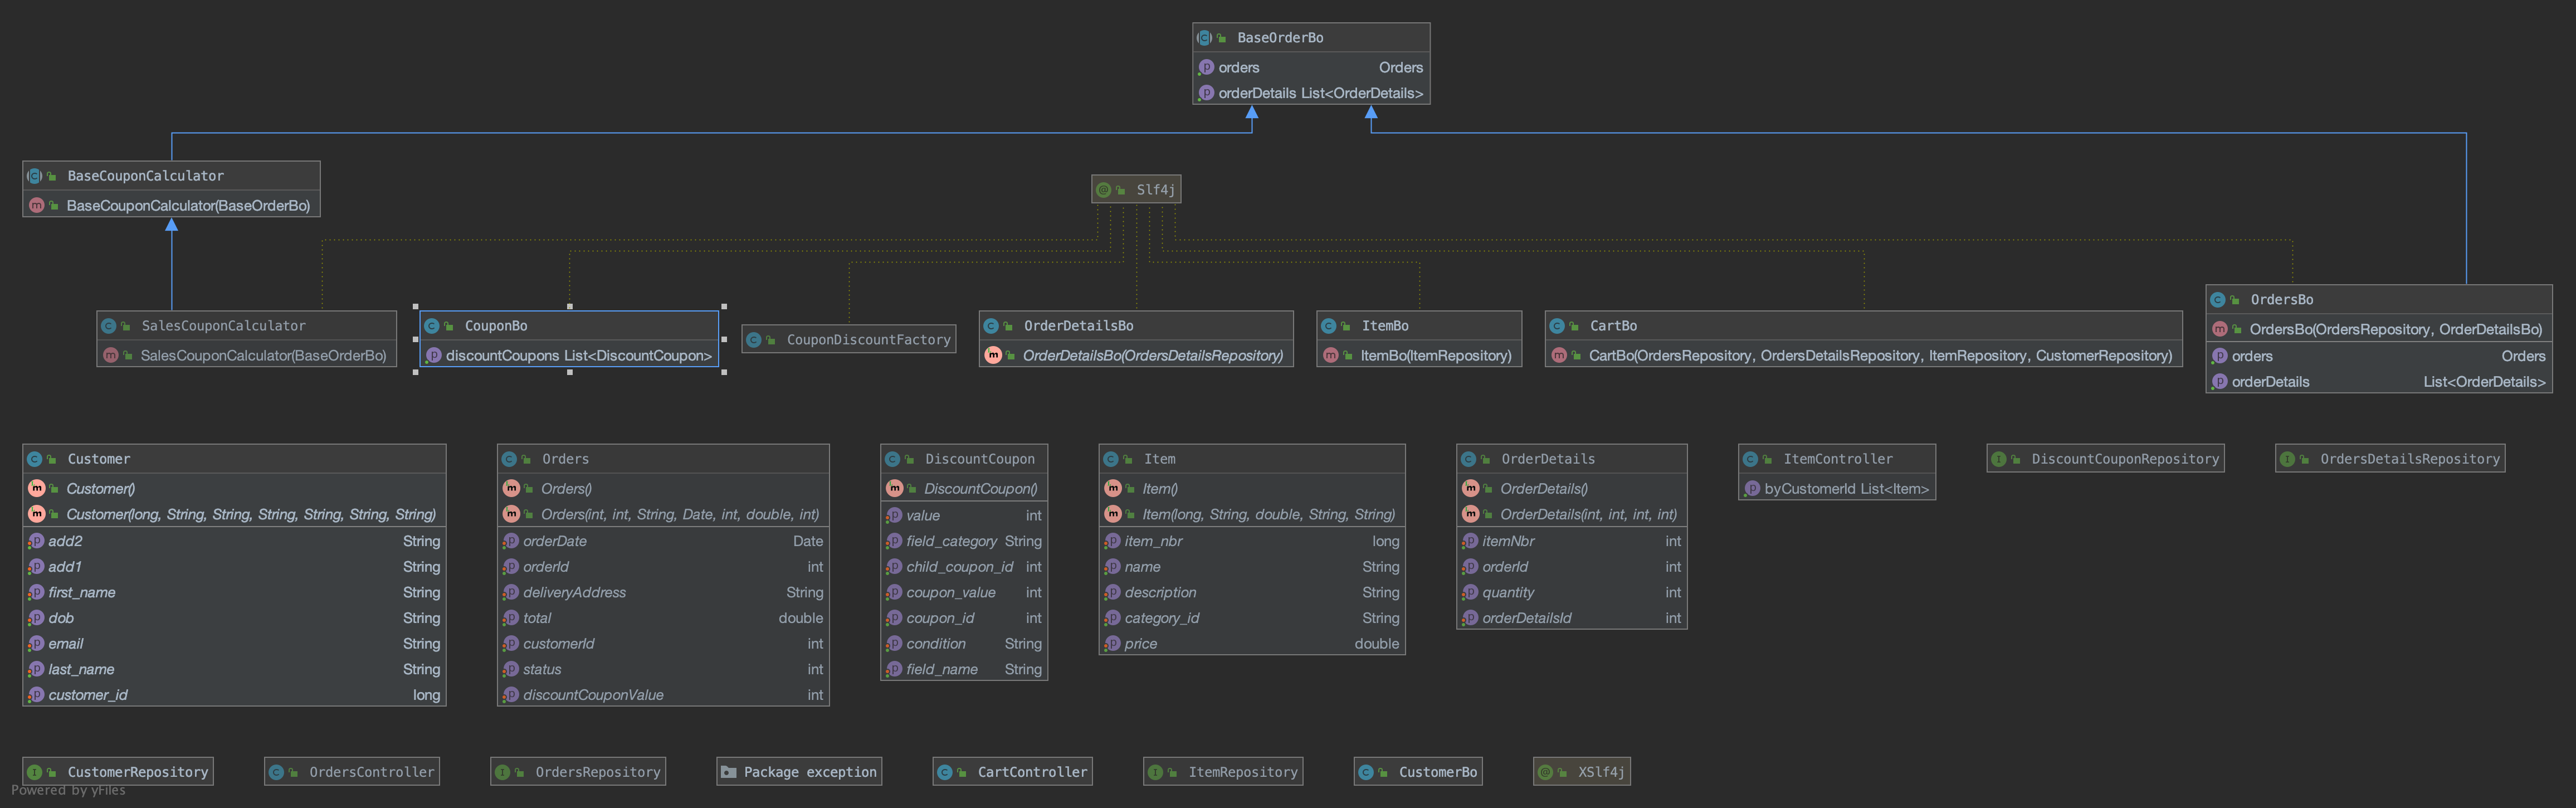 BaseOrderBo
orders Orders
orderDetails List<OrderDetails>
BaseCouponCalculator
BaseCouponCalculator(BaseOrderBo)
Slf4j
SalesCouponCalculator
SalesCouponCalculator(BaseOrderBo)
CouponBo
discountCoupons List<DiscountCoupon>
CouponDiscountFactory
OrderDetailsBo
OrderDetailsBo(OrdersDetailsRepository)
ItemBo
ItemBo(ItemRepository)
CartBo
CartBo(OrdersRepository, OrdersDetailsRepository, ItemRepository, CustomerRepository)
OrdersBo
OrdersBo(OrdersRepository, OrderDetailsBo)
orders Orders
orderDetails List<OrderDetails>
Customer
Customer()
Customer(long, String, String, String, String, String, String)
add2 String
add1 String
first_name String
dob String
email String
last_name String
customer_id long
Orders
Orders()
Orders(int, int, String, Date, int, double, int)
orderDate Date
orderId int
deliveryAddress String
total double
customerId int
status int
discountCouponValue int
DiscountCoupon
DiscountCoupon()
value int
field_category String
child_coupon_id int
coupon_value int
coupon_id int
condition String
field_name String
Item
Item()
Item(long, String, double, String, String)
item_nbr long
name String
description String
category_id String
price double
OrderDetails
OrderDetails()
OrderDetails(int, int, int, int)
itemNbr int
orderId int
quantity int
orderDetailsId int
ItemController
byCustomerId List<Item>
DiscountCouponRepository
OrdersDetailsRepository
CustomerRepository
OrdersController
OrdersRepository
Package exception
CartController
ItemRepository
CustomerBo
XSlf4j
Powered by yFiles